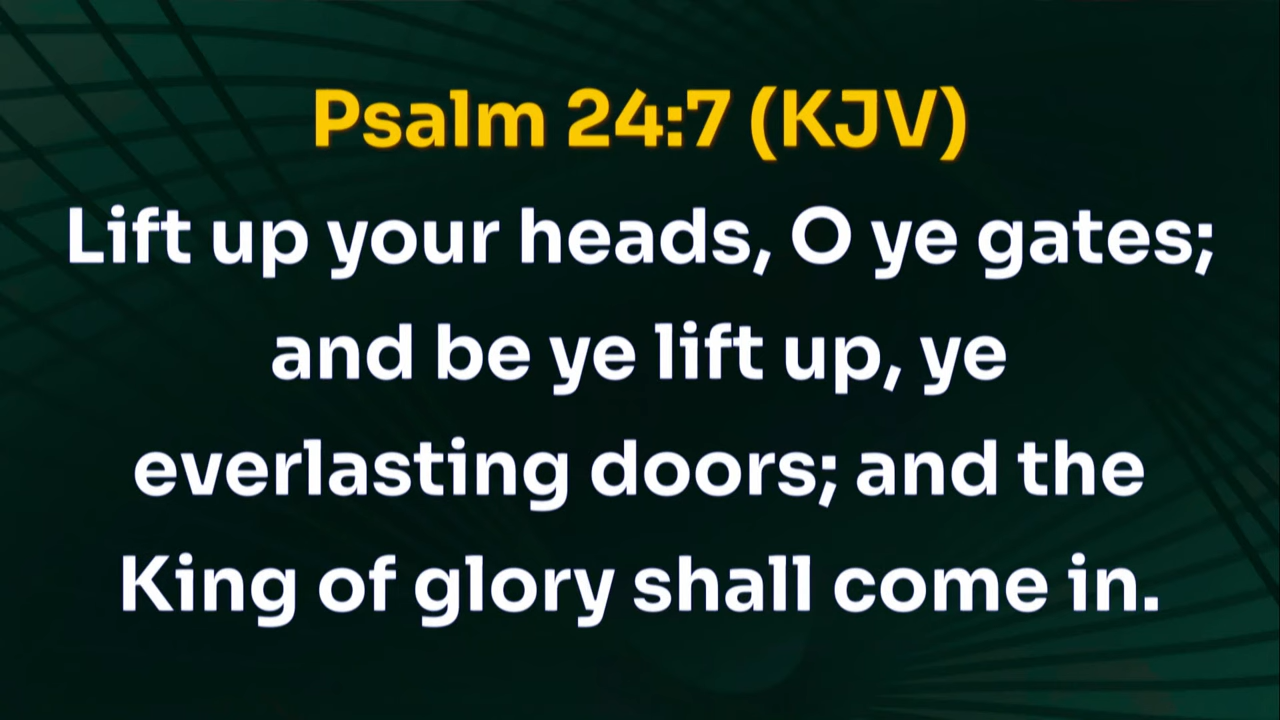 Psalm 24:7 (KJV)
Lift up your heads, O ye gates;
and be ye lift up, ye
everlasting doors; and the
King of glory shall come in.